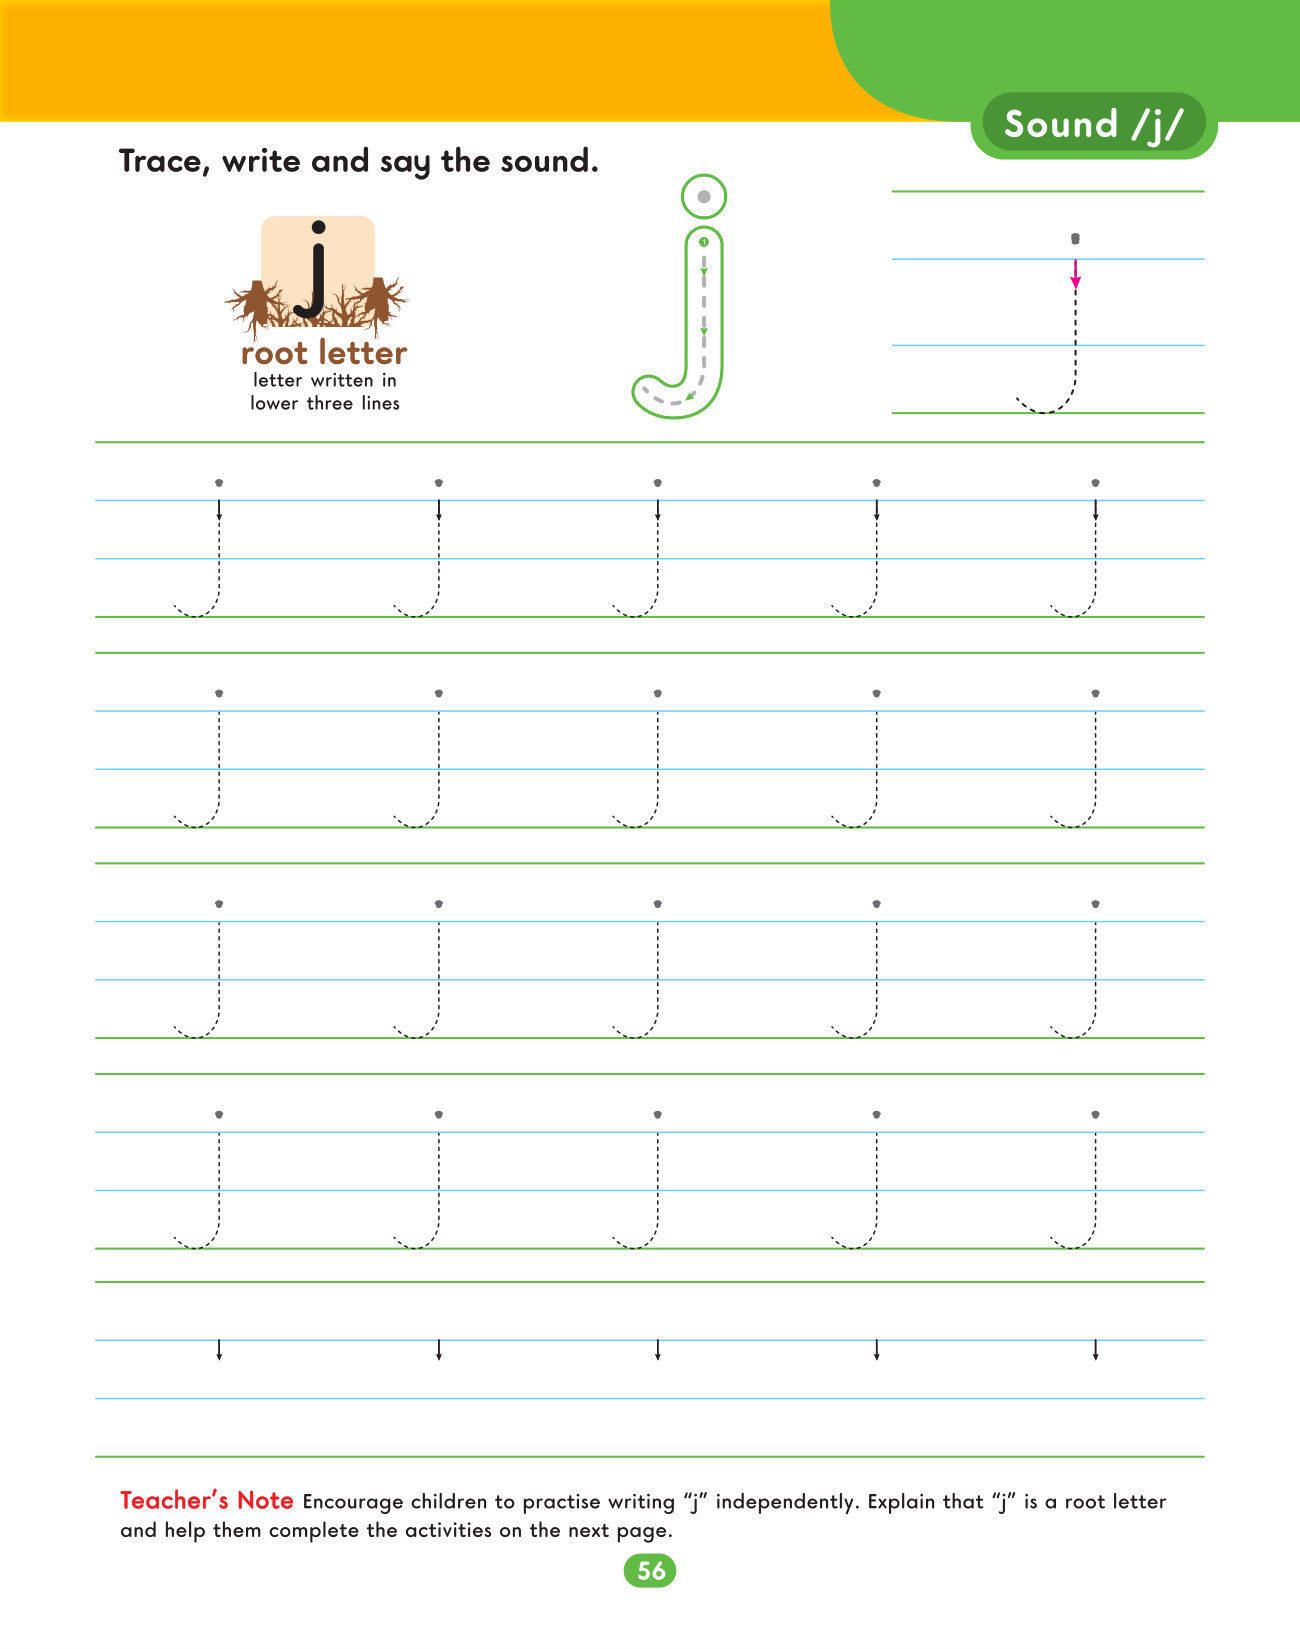 Sound /j/
Trace, write and say the sound.
j
root letter
letter written in
lower three lines
j
1
j
j j j j j
j j j j j
j j j j j
j j j j j
Teacher’s Note Encourage children to practise writing “j” independently. Explain that “j” is a root letter
and help them complete the activities on the next page.
56